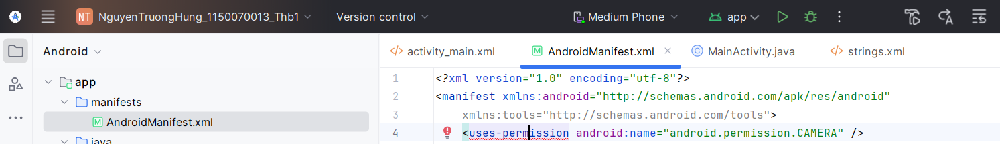 NT NguyenTruongHung_1150070013_Thb1 Version control Medium Phone app
Android
activity_main.xml AndroidManifest.xml MainActivity.java strings.xml
app
manifests
AndroidManifest.xml
java
1 <?xml version="1.0" encoding="utf-8"?>
2 <manifest xmlns:android="http://schemas.android.com/apk/res/android"
3 xmlns:tools="http://schemas.android.com/tools">
4 <uses-permission android:name="android.permission.CAMERA" />